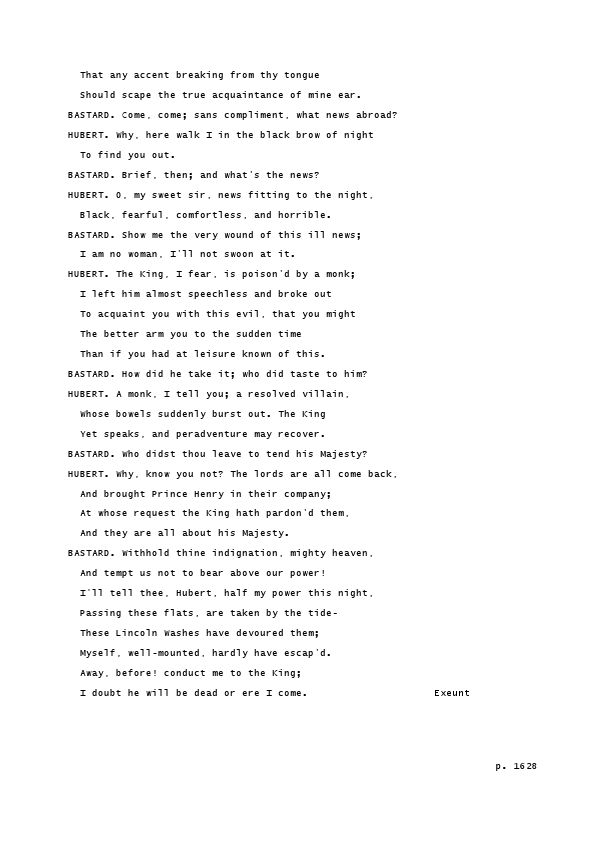 That any accent breaking from thy tongue
Should scape the true acquaintance of mine ear.
BASTARD. Come, come; sans compliment, what news abroad?
HUBERT. Why, here walk I in the black brow of night
To find you out.
BASTARD. Brief, then; and what's the news?
HUBERT. O, my sweet sir, news fitting to the night,
Black, fearful, comfortless, and horrible.
BASTARD. Show me the very wound of this ill news;
I am no woman, I'll not swoon at it.
HUBERT. The King, I fear, is poison'd by a monk;
I left him almost speechless and broke out
To acquaint you with this evil, that you might
The better arm you to the sudden time
Than if you had at leisure known of this.
BASTARD. How did he take it; who did taste to him?
HUBERT. A monk, I tell you; a resolved villain,
Whose bowels suddenly burst out. The King
Yet speaks, and peradventure may recover.
BASTARD. Who didst thou leave to tend his Majesty?
HUBERT. Why, know you not? The lords are all come back,
And brought Prince Henry in their company;
At whose request the King hath pardon'd them,
And they are all about his Majesty.
BASTARD. Withhold thine indignation, mighty heaven,
And tempt us not to bear above our power!
I'll tell thee, Hubert, half my power this night,
Passing these flats, are taken by the tide-
These Lincoln Washes have devoured them;
Myself, well-mounted, hardly have escap'd.
Away, before! conduct me to the King;
I doubt he will be dead or ere I come. Exeunt
p. 1628